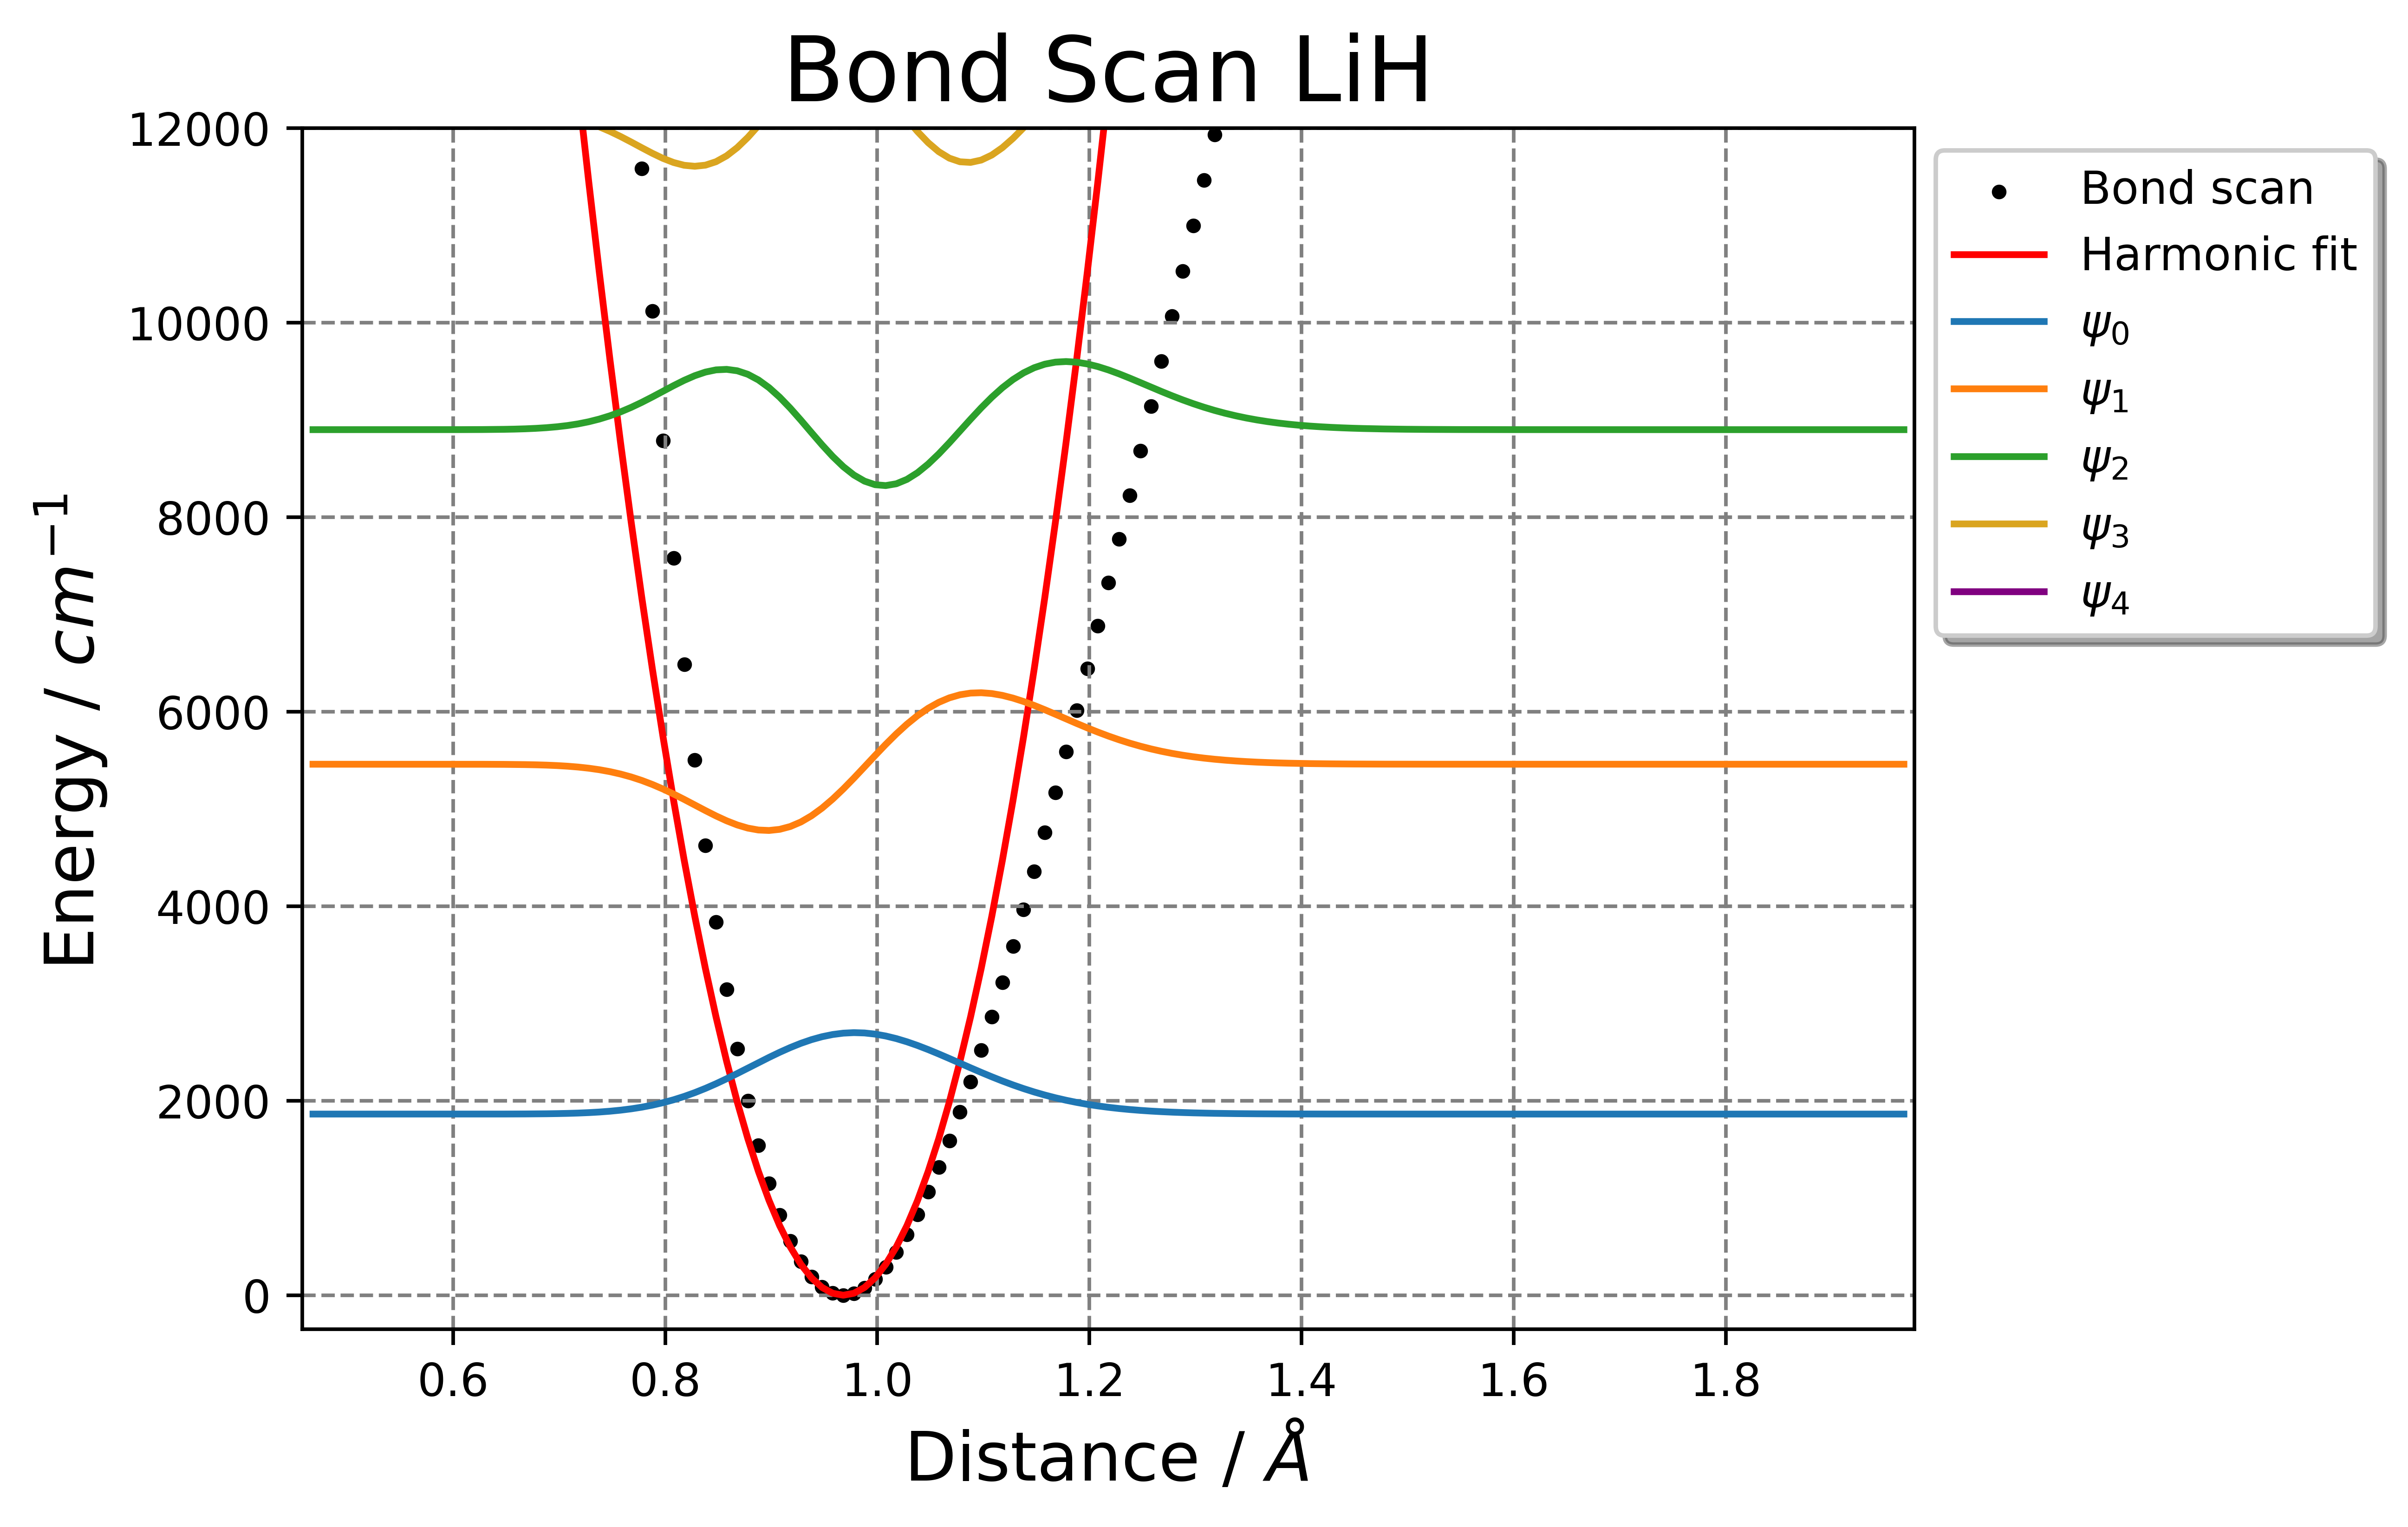 Bond Scan LiH
12000
10000
8000
6000
4000
2000
0
Energy / cm⁻¹
0.6 0.8 1.0 1.2 1.4 1.6 1.8
Distance / Å
Bond scan
Harmonic fit
ψ₀
ψ₁
ψ₂
ψ₃
ψ₄